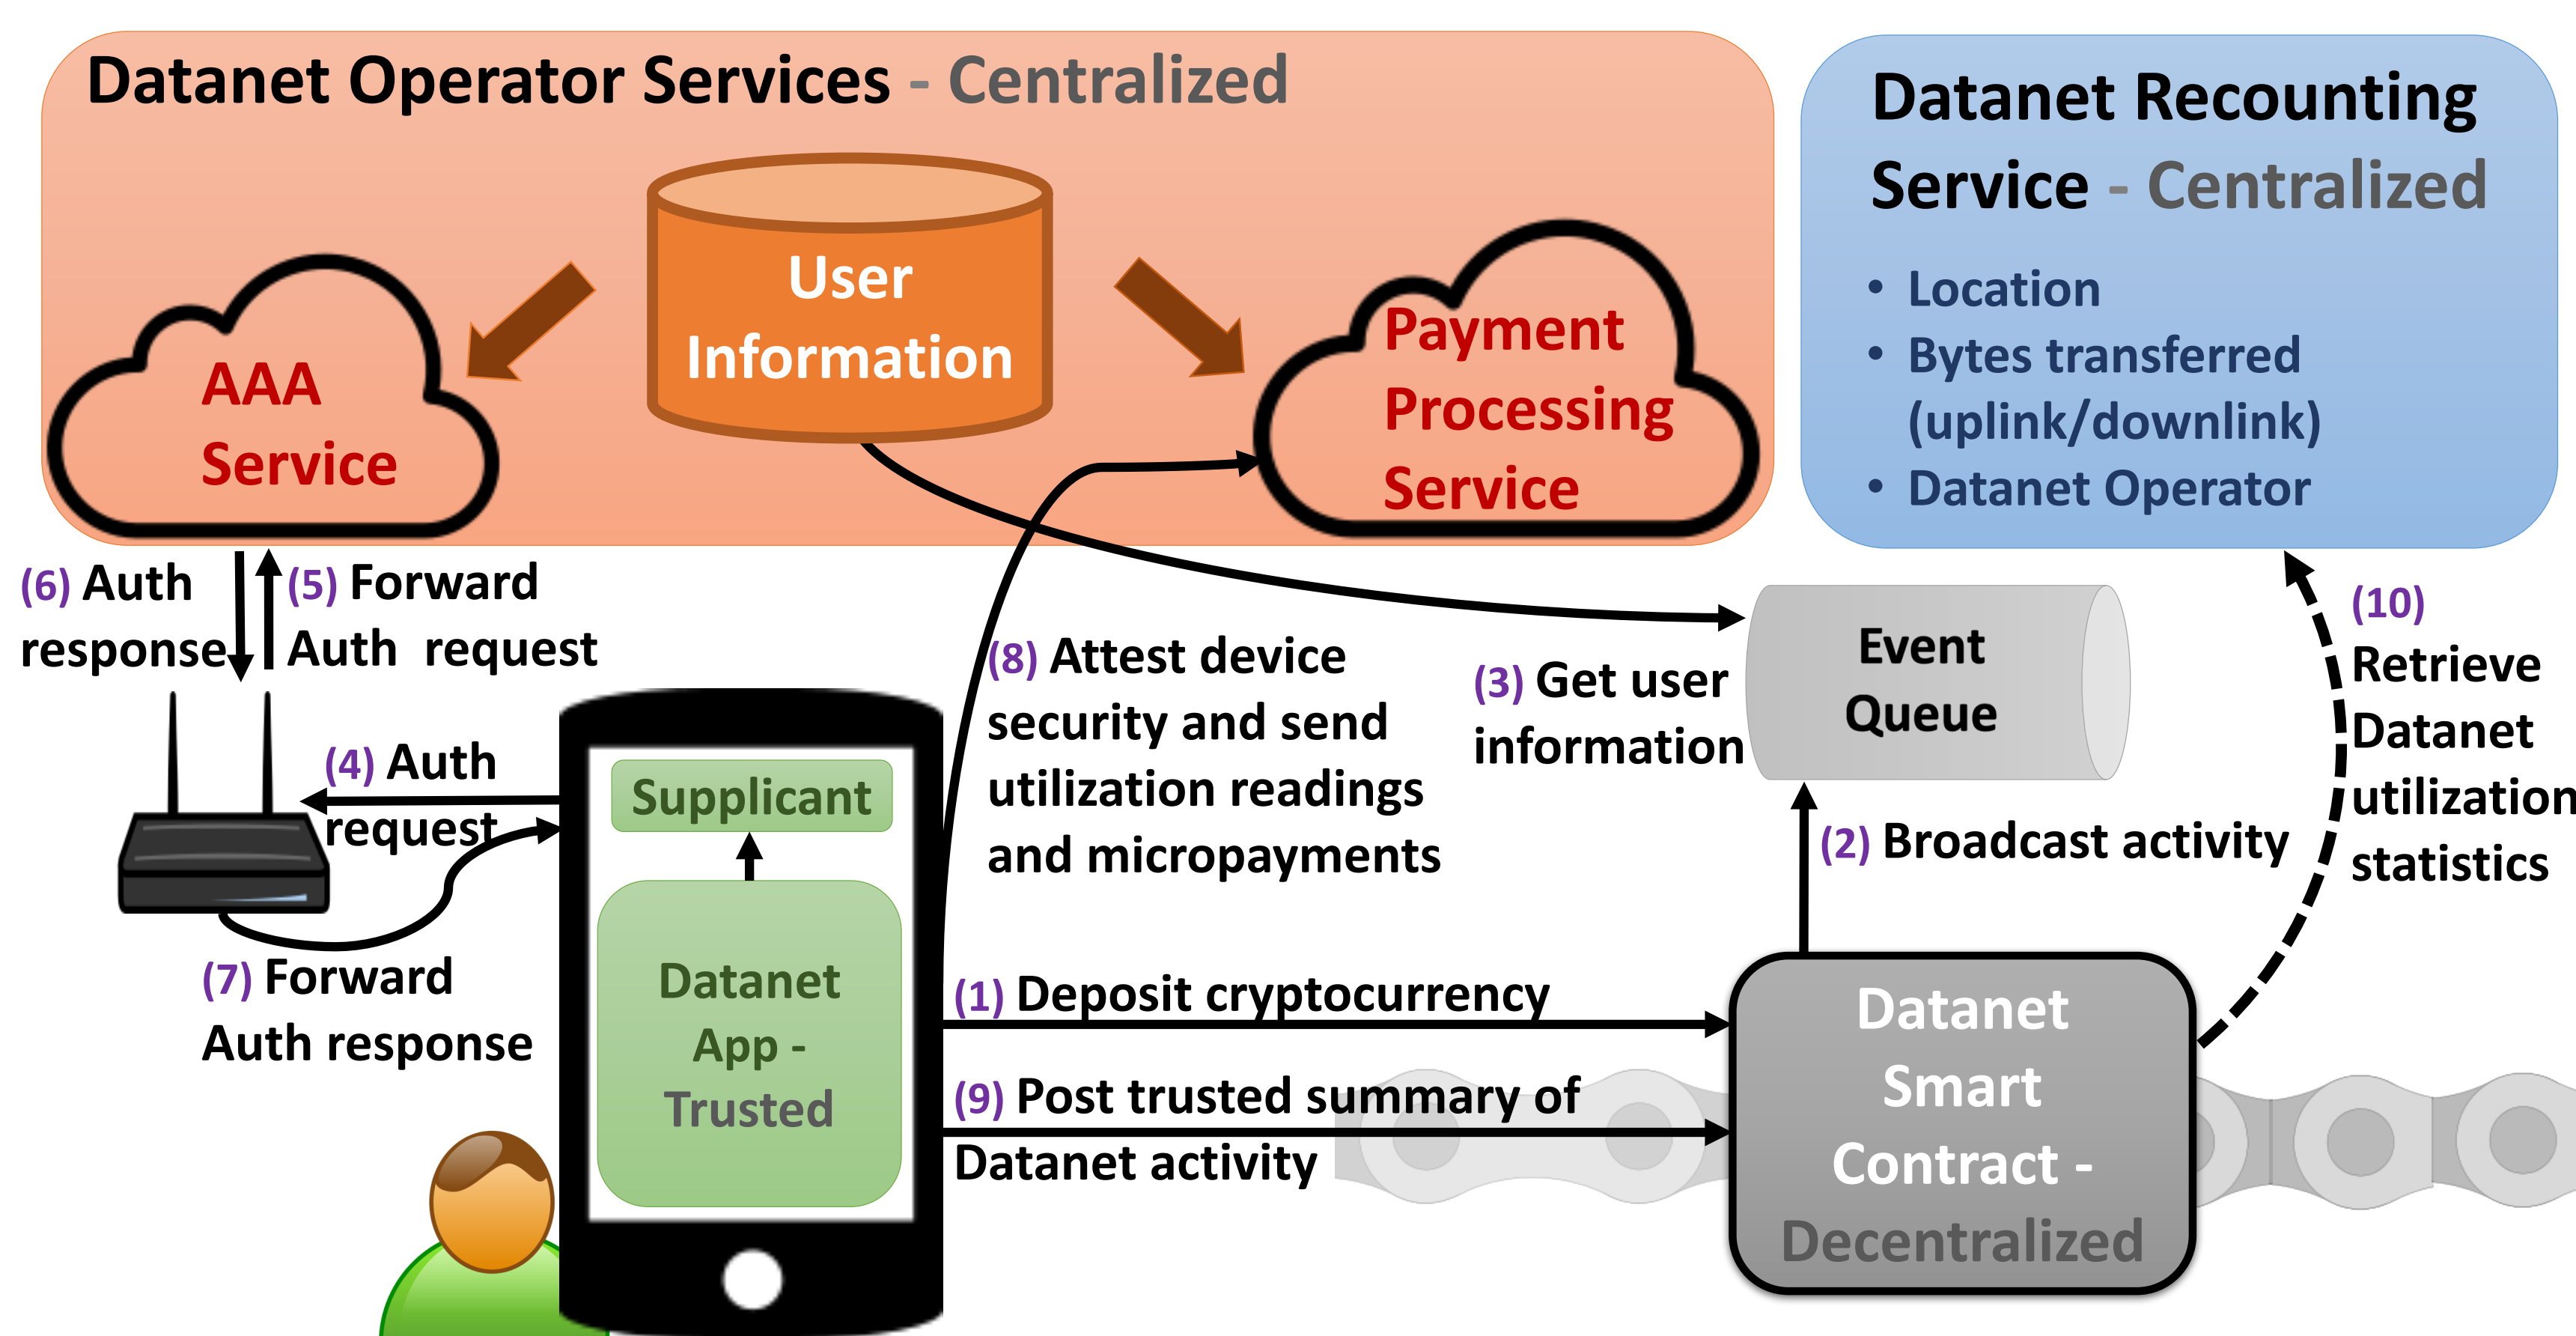 Datanet Operator Services - Centralized
User
Information
AAA
Service
Payment
Processing
Service
Datanet Recounting
Service - Centralized
• Location
• Bytes transferred
(uplink/downlink)
• Datanet Operator
(6) Auth
response
(5) Forward
Auth request
(4) Auth
request
(7) Forward
Auth response
Supplicant
Datanet
App -
Trusted
(8) Attest device
security and send
utilization readings
and micropayments
(3) Get user
information
Event
Queue
(2) Broadcast activity
(10)
Retrieve
Datanet
utilization
statistics
(1) Deposit cryptocurrency
(9) Post trusted summary of
Datanet activity
Datanet
Smart
Contract -
Decentralized